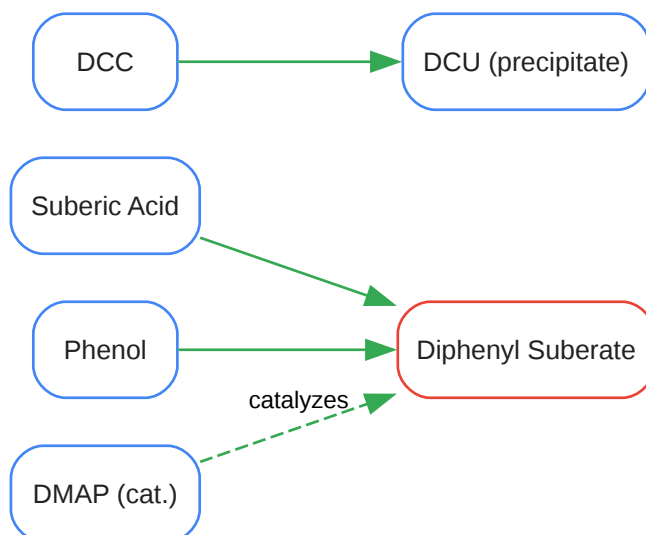 DCC
DCU (precipitate)
Suberic Acid
Phenol
Diphenyl Suberate
catalyzes
DMAP (cat.)